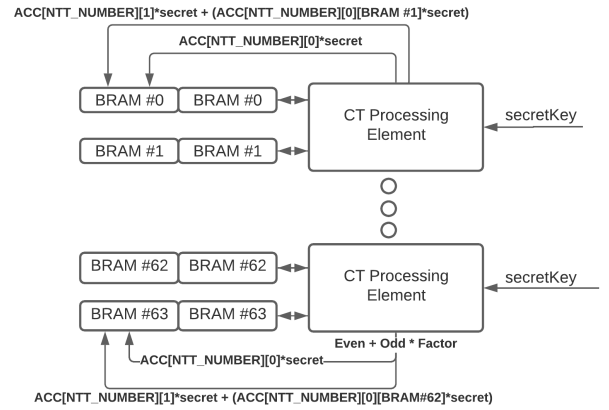 ACC[NTT_NUMBER][1]*secret + (ACC[NTT_NUMBER][0][BRAM #1]*secret)
ACC[NTT_NUMBER][0]*secret
BRAM #0 BRAM #0
CT Processing
Element
secretKey
BRAM #1 BRAM #1
BRAM #62 BRAM #62
CT Processing
Element
secretKey
BRAM #63 BRAM #63
Even + Odd * Factor
ACC[NTT_NUMBER][0]*secret
ACC[NTT_NUMBER][1]*secret + (ACC[NTT_NUMBER][0][BRAM#62]*secret)